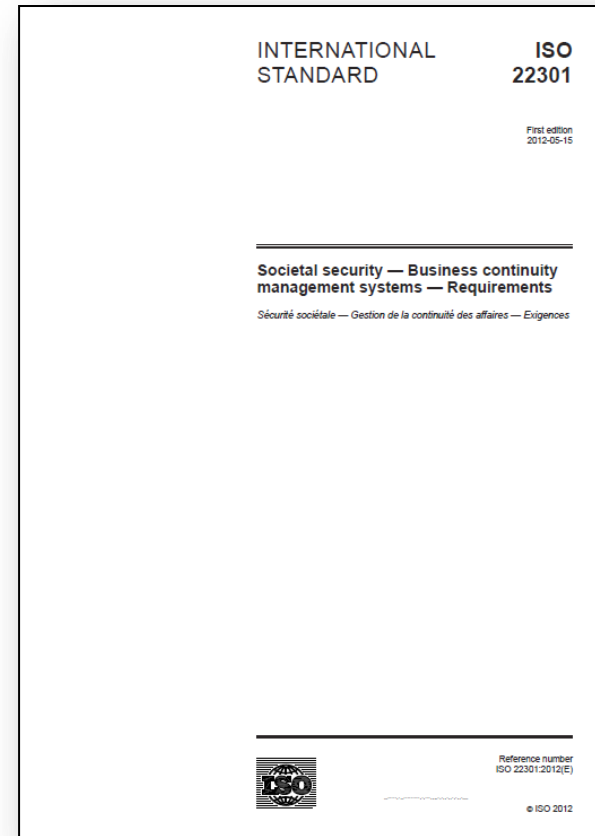 INTERNATIONAL
STANDARD
ISO
22301
First edition
2012-05-15
Societal security — Business continuity
management systems — Requirements
Sécurité sociétale — Gestion de la continuité des affaires — Exigences
ISO
Reference number
ISO 22301:2012(E)
© ISO 2012